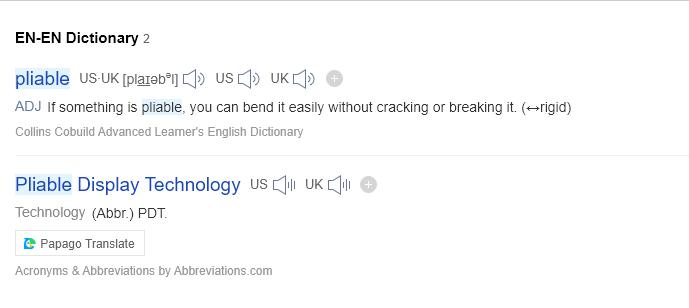 EN-EN Dictionary 2
pliable US·UK [plaɪəbᵊl] US UK
ADJ If something is pliable, you can bend it easily without cracking or breaking it. (↔rigid)
Collins Cobuild Advanced Learner's English Dictionary
Pliable Display Technology US UK
Technology (Abbr.) PDT.
Papago Translate
Acronyms & Abbreviations by Abbreviations.com